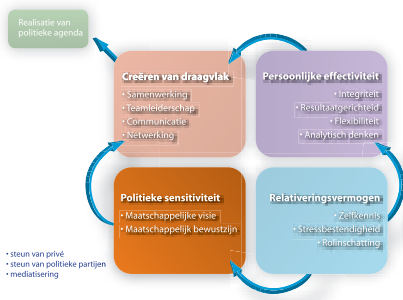 Realisatie van
politieke agenda
Creëren van draagvlak
• Samenwerking
• Teamleiderschap
• Communicatie
• Netwerking
Persoonlijke effectiviteit
• Integriteit
• Resultaatgerichteid
• Flexibiliteit
• Analytisch denken
Politieke sensitiviteit
• Maatschappelijke visie
• Maatschappelijk bewustzijn
Relativeringsvermogen
• Zelfkennis
• Stressbestendigheid
• Rolinschatting
• steun van privé
• steun van politieke partijen
• mediatisering